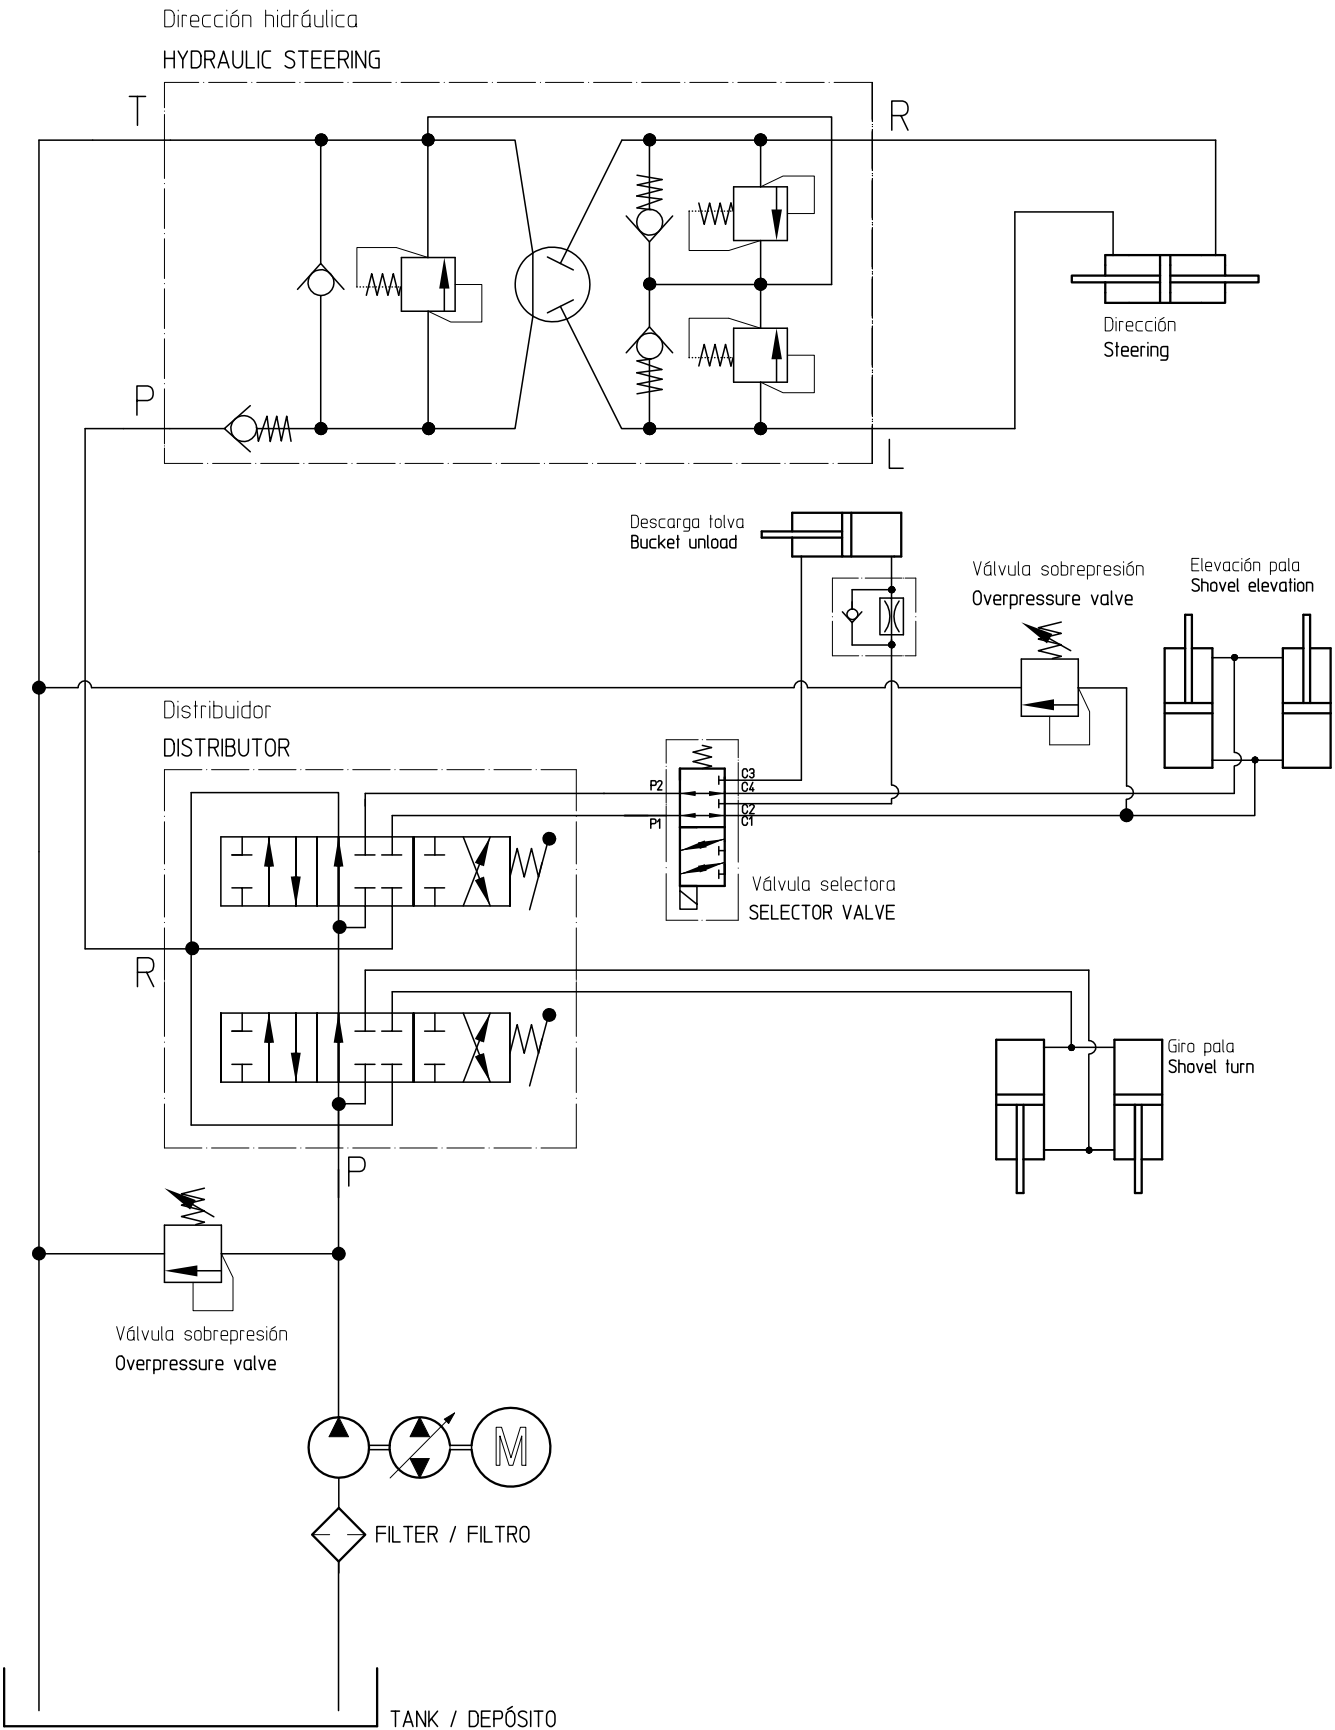 Dirección hidráulica
HYDRAULIC STEERING
T
R
P
L
Dirección
Steering
Descarga tolva
Bucket unload
Válvula sobrepresión
Overpressure valve
Elevación pala
Shovel elevation
Distribuidor
DISTRIBUTOR
P2
P1
C3
C4
C2
C1
Válvula selectora
SELECTOR VALVE
R
Giro pala
Shovel turn
P
Válvula sobrepresión
Overpressure valve
M
FILTER / FILTRO
TANK / DEPÓSITO